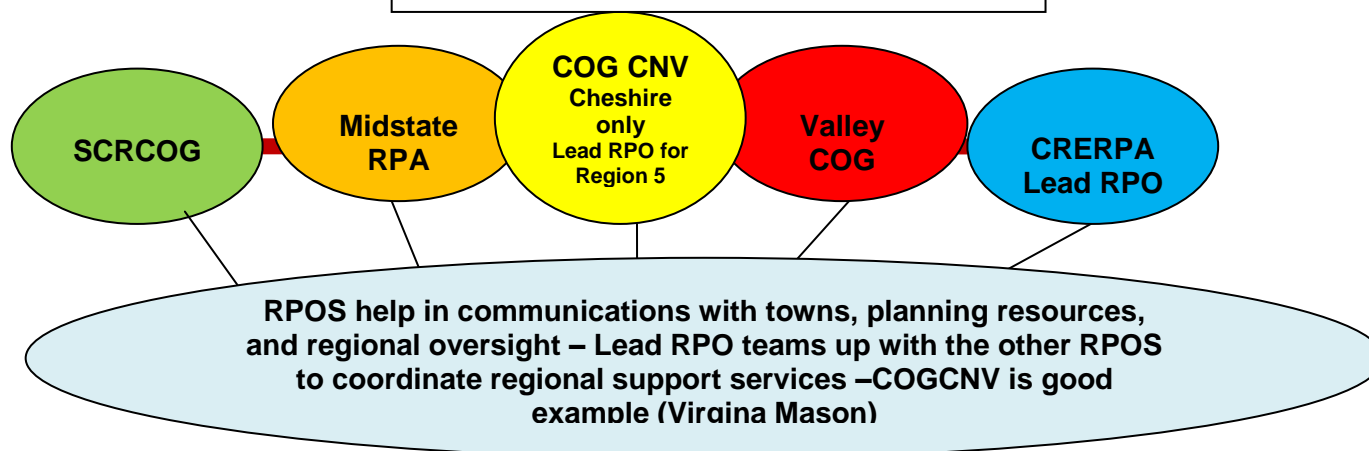 SCRCOG
Midstate
RPA
COG CNV
Cheshire
only
Lead RPO for
Region 5
Valley
COG
CRERPA
Lead RPO
RPOS help in communications with towns, planning resources,
and regional oversight – Lead RPO teams up with the other RPOS
to coordinate regional support services –COGCNV is good
example (Virgina Mason)